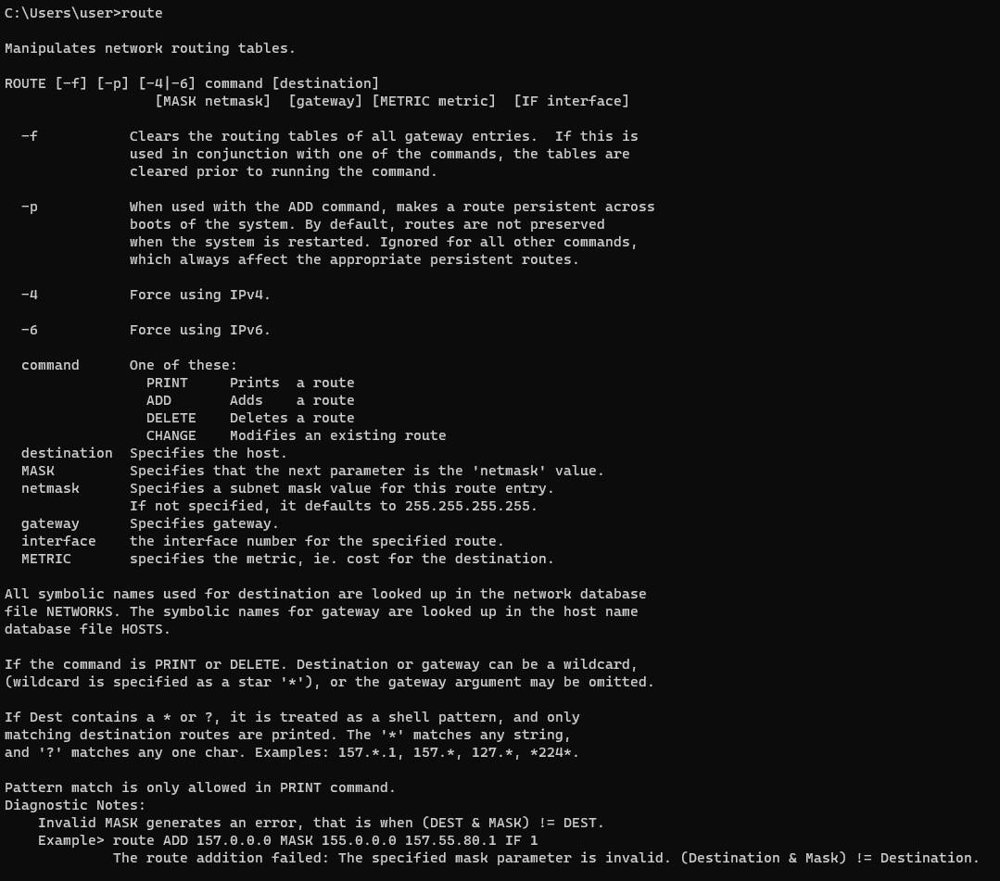 C:\Users\user>route
Manipulates network routing tables.
ROUTE [-f] [-p] [-4|-6] command [destination]
                  [MASK netmask]  [gateway] [METRIC metric]  [IF interface]
  -f           Clears the routing tables of all gateway entries.  If this is
               used in conjunction with one of the commands, the tables are
               cleared prior to running the command.
  -p           When used with the ADD command, makes a route persistent across
               boots of the system. By default, routes are not preserved
               when the system is restarted. Ignored for all other commands,
               which always affect the appropriate persistent routes.
  -4           Force using IPv4.
  -6           Force using IPv6.
  command      One of these:
                 PRINT     Prints  a route
                 ADD       Adds    a route
                 DELETE    Deletes a route
                 CHANGE    Modifies an existing route
  destination  Specifies the host.
  MASK         Specifies that the next parameter is the 'netmask' value.
  netmask      Specifies a subnet mask value for this route entry.
               If not specified, it defaults to 255.255.255.255.
  gateway      Specifies gateway.
  interface    the interface number for the specified route.
  METRIC       specifies the metric, ie. cost for the destination.
All symbolic names used for destination are looked up in the network database
file NETWORKS. The symbolic names for gateway are looked up in the host name
database file HOSTS.
If the command is PRINT or DELETE. Destination or gateway can be a wildcard,
(wildcard is specified as a star '*'), or the gateway argument may be omitted.
If Dest contains a * or ?, it is treated as a shell pattern, and only
matching destination routes are printed. The '*' matches any string,
and '?' matches any one char. Examples: 157.*.1, 157.*, 127.*, *224*.
Pattern match is only allowed in PRINT command.
Diagnostic Notes:
    Invalid MASK generates an error, that is when (DEST & MASK) != DEST.
    Example> route ADD 157.0.0.0 MASK 155.0.0.0 157.55.80.1 IF 1
             The route addition failed: The specified mask parameter is invalid. (Destination & Mask) != Destination.